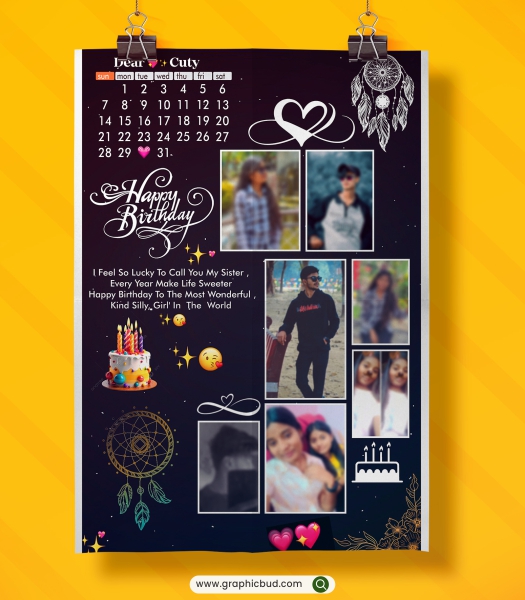 Dear 💗✨ Cuty
sun mon tue wed thu fri sat
1 2 3 4 5 6
7 8 9 10 11 12 13
14 15 16 17 18 19 20
21 22 23 24 25 26 27
28 29 💗 31
Happy
Birthday
I Feel So Lucky To Call You My Sister ,
Every Year Make Life Sweeter
Happy Birthday To The Most Wonderful ,
Kind Silly, Girl' In The World
www.graphicbud.com